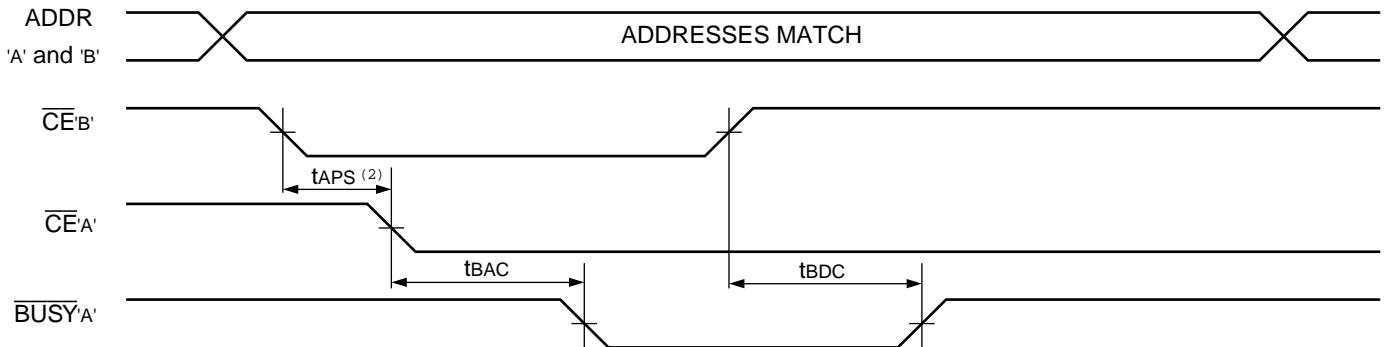 ADDR
'A' and 'B'
ADDRESSES MATCH
CE'B'
tAPS (2)
CE'A'
tBAC
tBDC
BUSY'A'